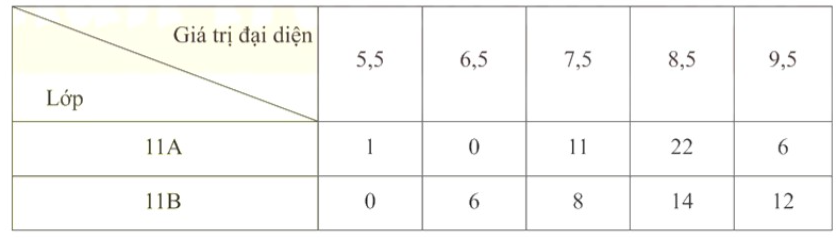 Giá trị đại diện
5,5 6,5 7,5 8,5 9,5
Lớp
11A 1 0 11 22 6
11B 0 6 8 14 12